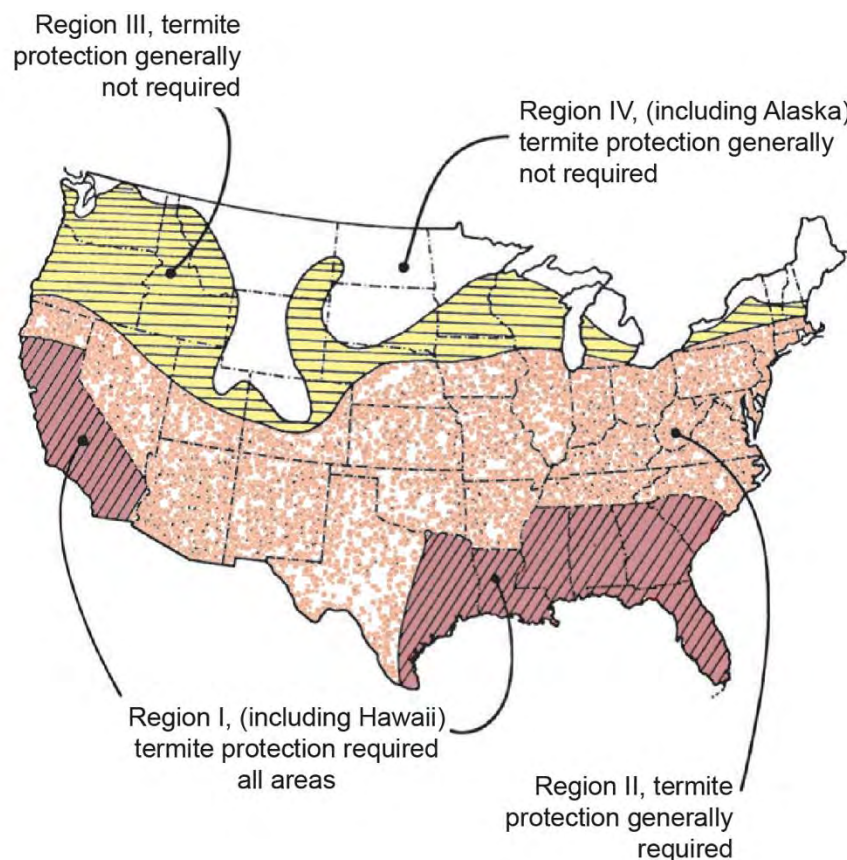 Region III, termite
protection generally
not required
Region IV, (including Alaska)
termite protection generally
not required
Region I, (including Hawaii)
termite protection required
all areas
Region II, termite
protection generally
required